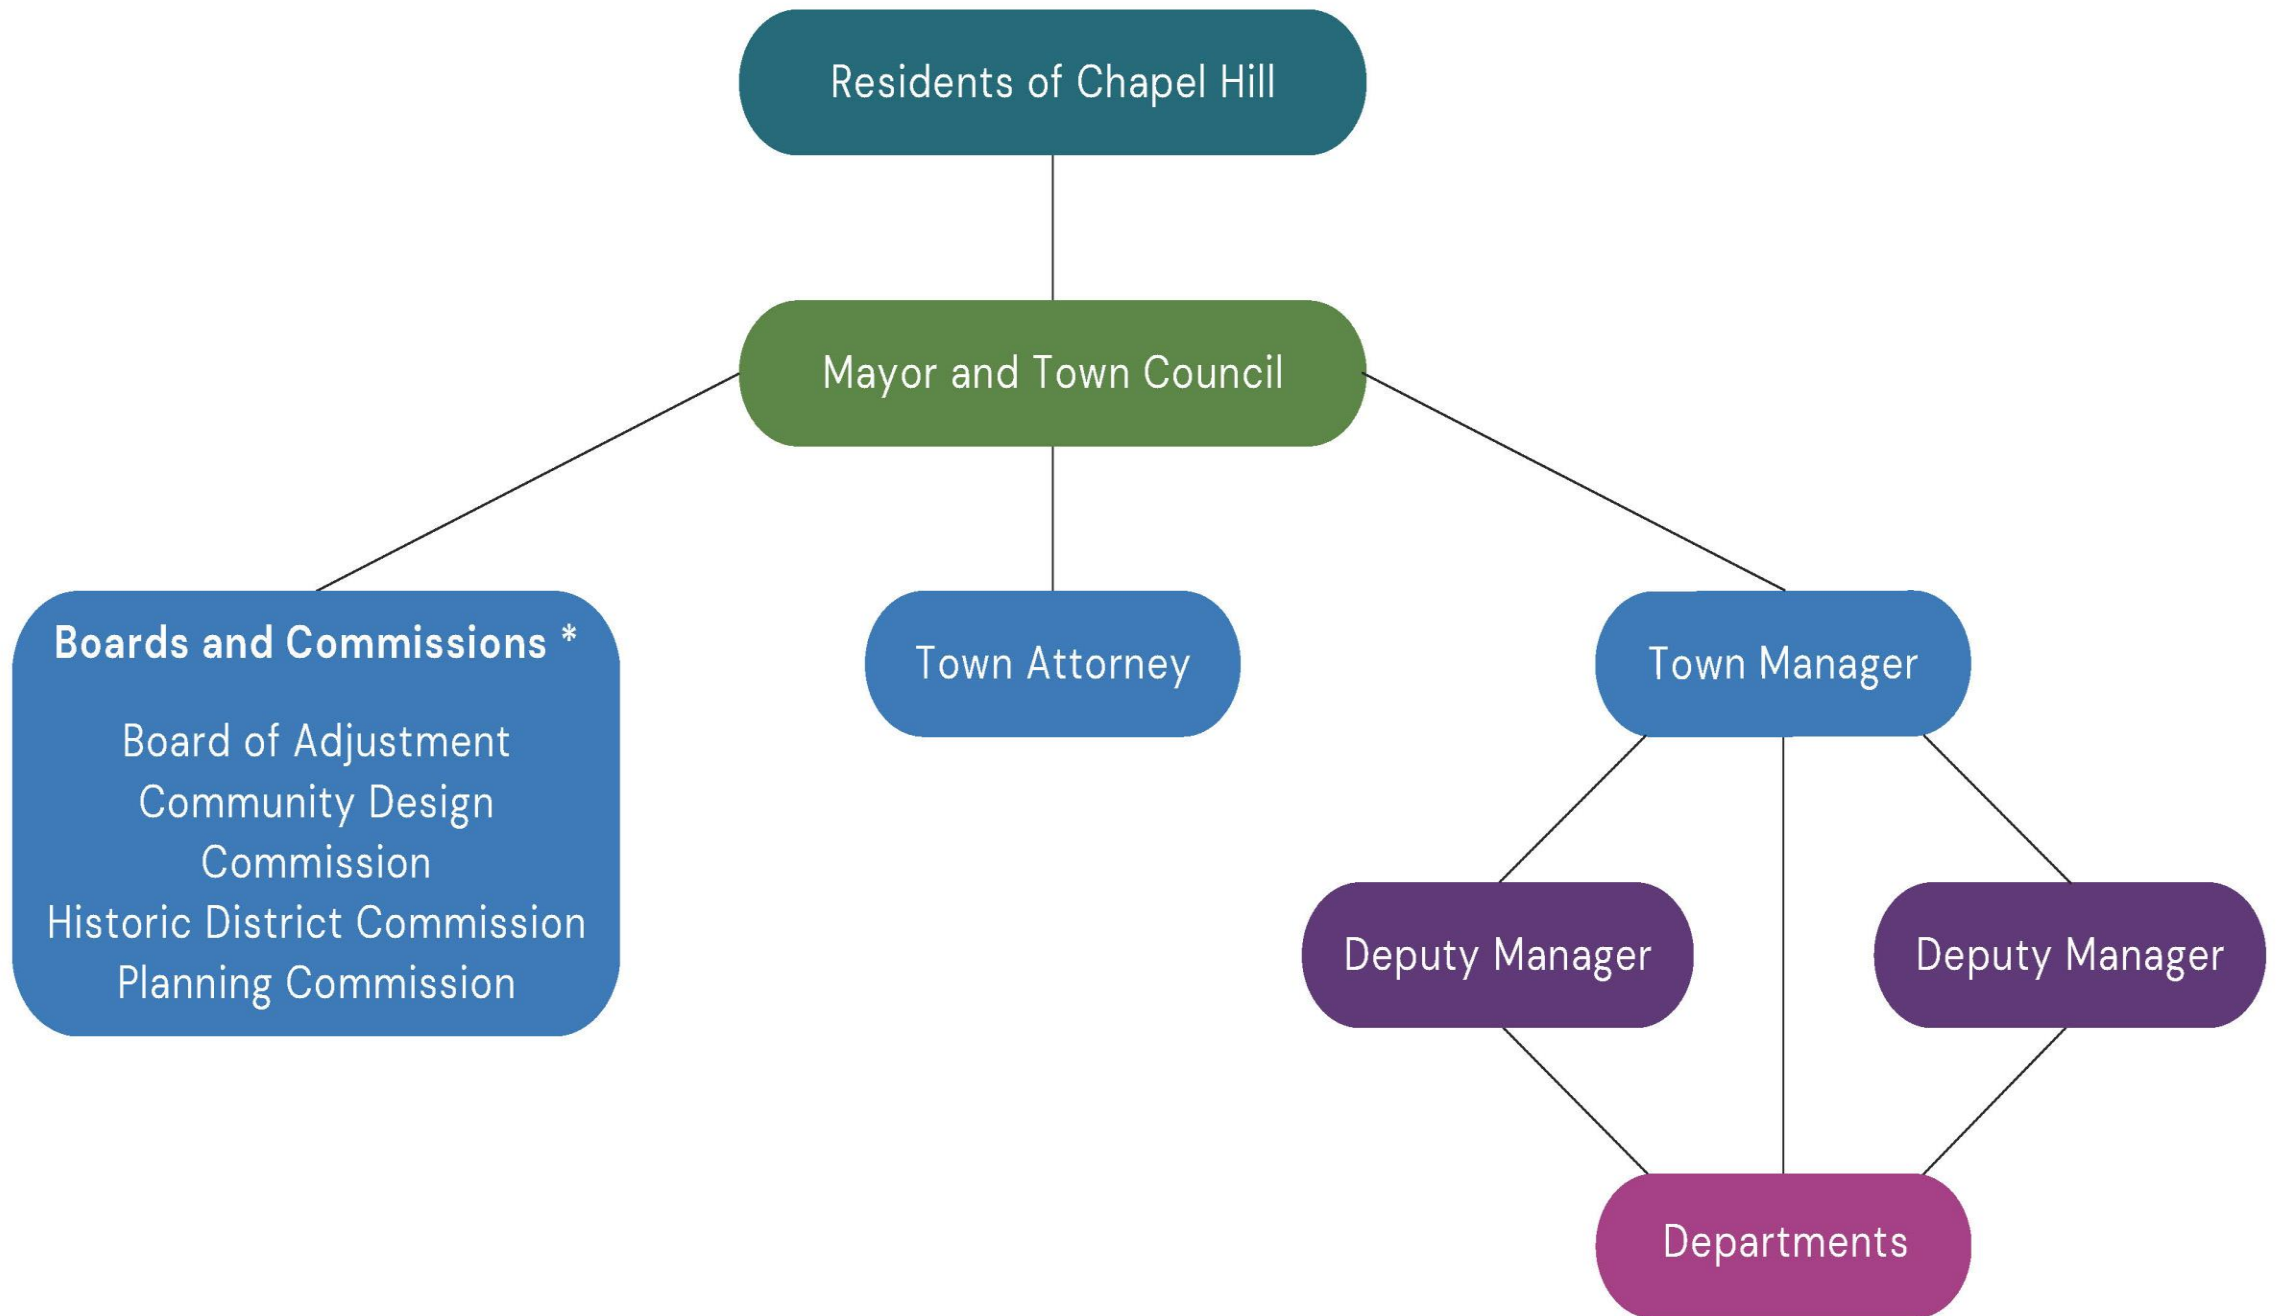 Residents of Chapel Hill
Mayor and Town Council
Boards and Commissions *
Board of Adjustment
Community Design
Commission
Historic District Commission
Planning Commission
Town Attorney
Town Manager
Deputy Manager
Deputy Manager
Departments